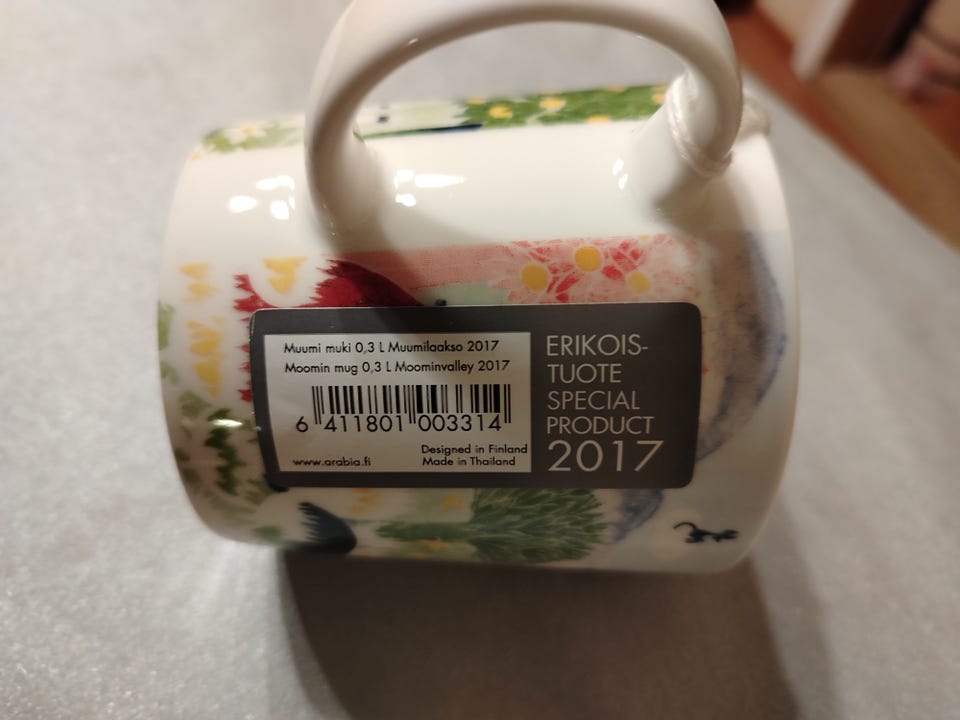 Muumi muki 0,3 L Muumilaakso 2017
Moomin mug 0,3 L Moominvalley 2017
6 411801 003314
Designed in Finland
www.arabia.fi Made in Thailand
ERIKOIS-
TUOTE
SPECIAL
PRODUCT
2017